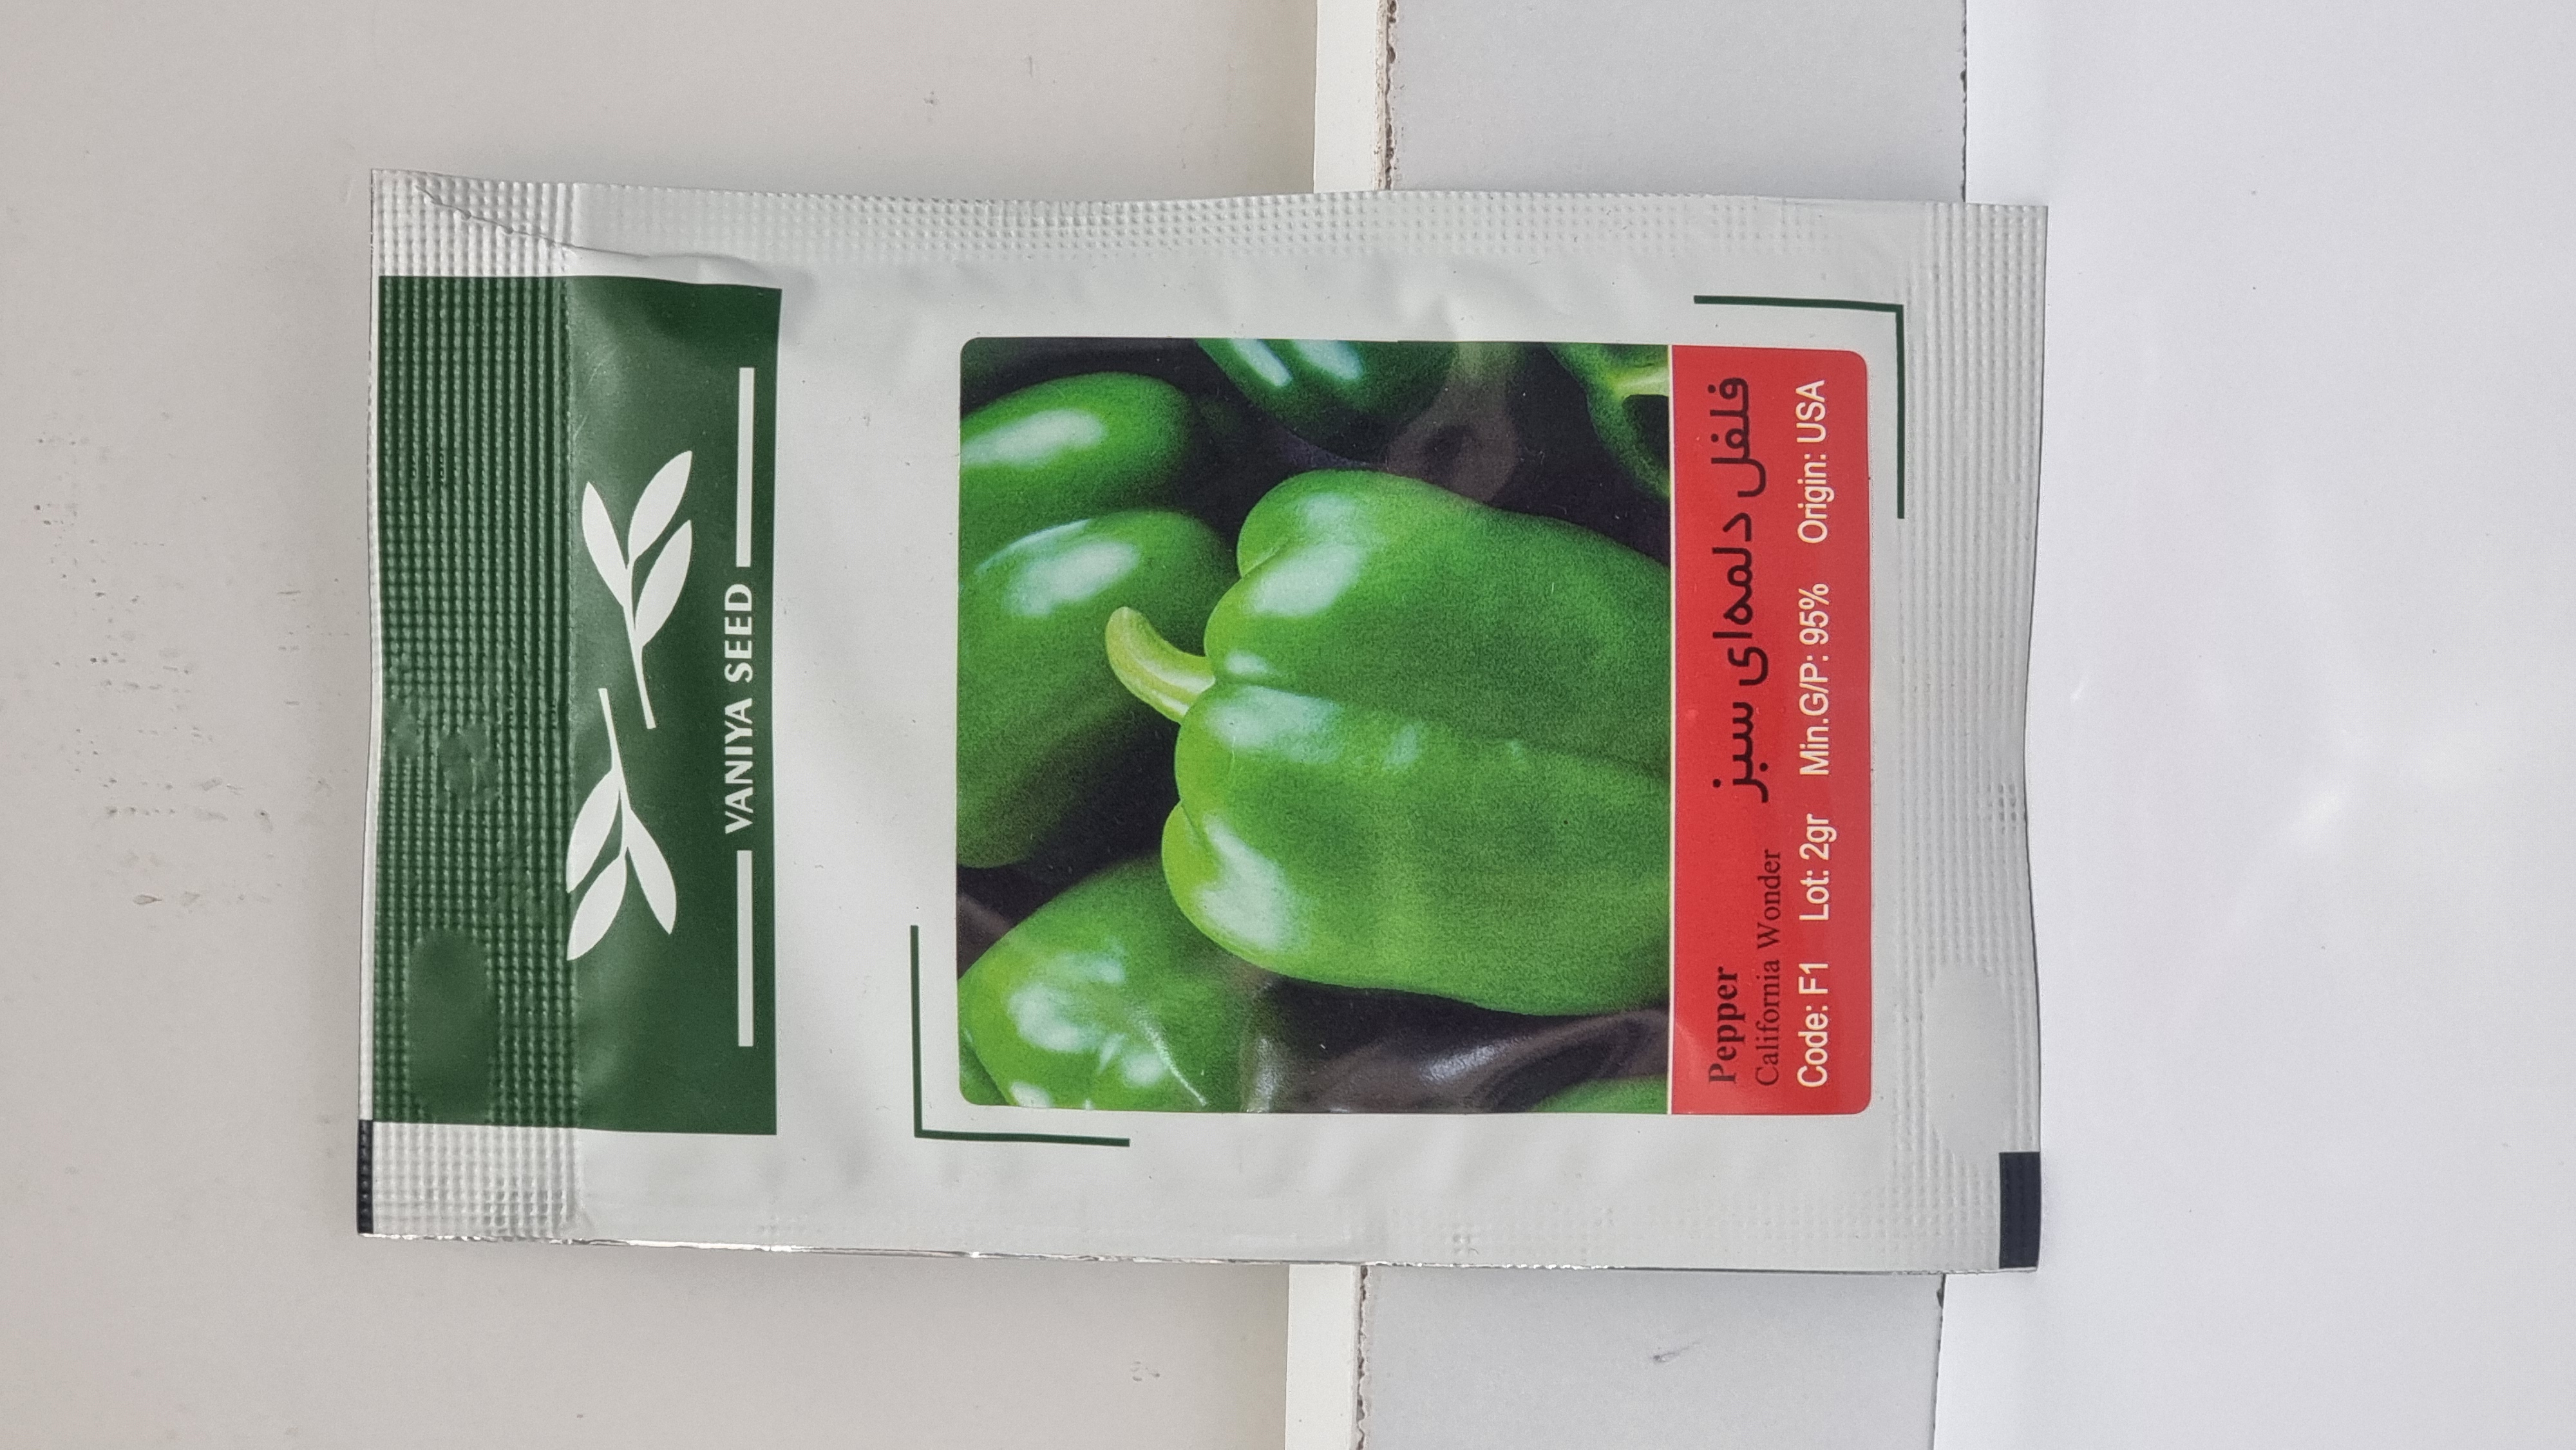 VANIYA SEED
Pepper
فلفل دلمه‌ای سبز
California Wonder
Code: F1 Lot: 2gr Min.G/P: 95% Origin: USA